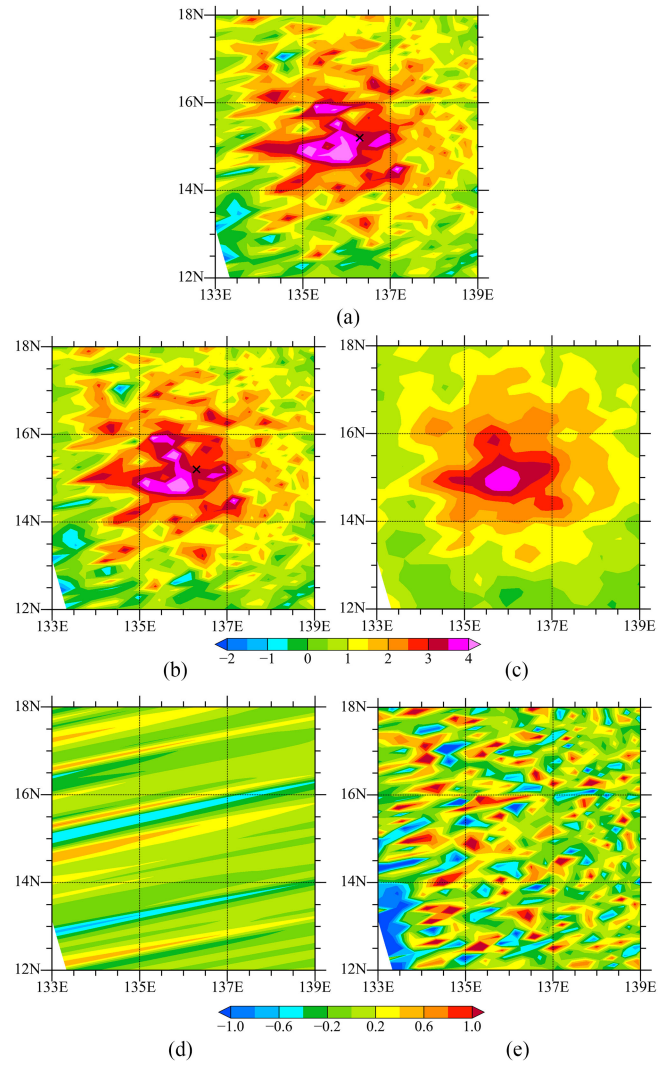 18N
16N
14N
12N
133E 135E 137E 139E
(a)
18N 18N
16N 16N
14N 14N
12N 12N
133E 135E 137E 139E 133E 135E 137E 139E
−2 −1 0 1 2 3 4
(b) (c)
18N 18N
16N 16N
14N 14N
12N 12N
133E 135E 137E 139E 133E 135E 137E 139E
−1.0 −0.6 −0.2 0.2 0.6 1.0
(d) (e)